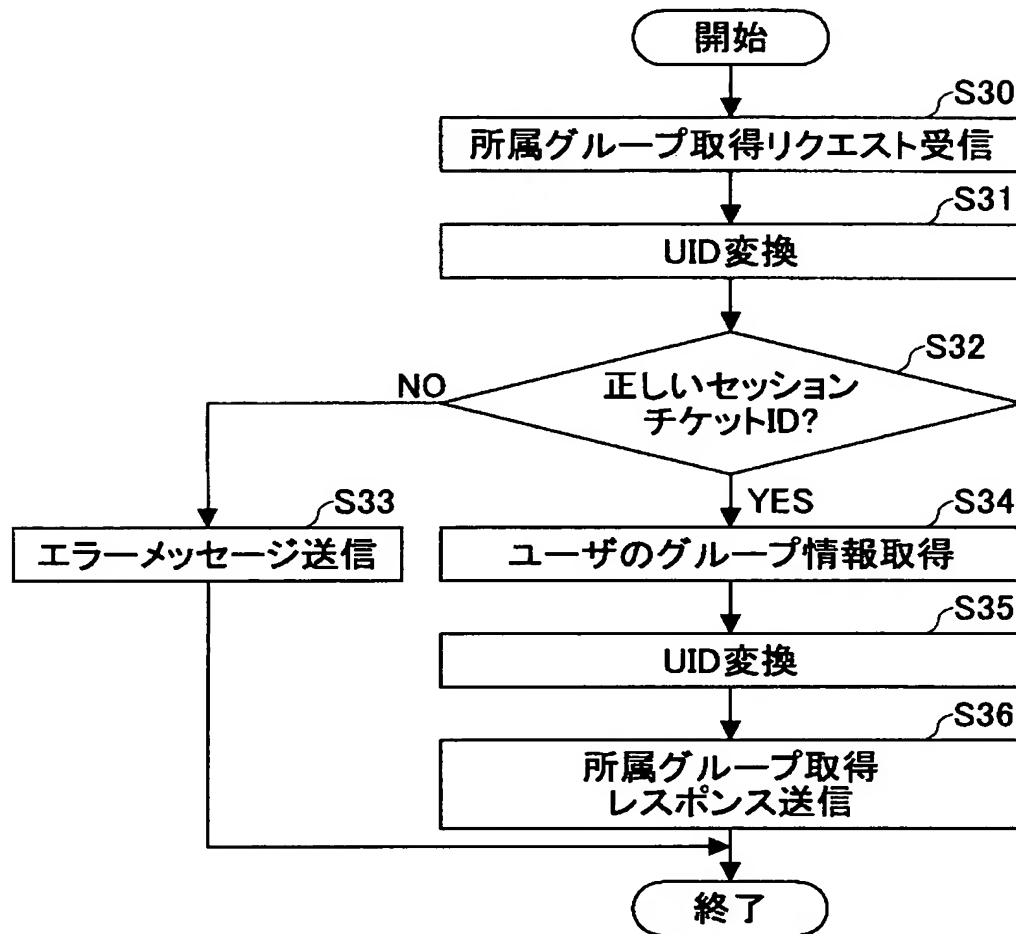 開始
S30
所属グループ取得リクエスト受信
S31
UID変換
S32
正しいセッション
チケットID?
NO
YES
S33
エラーメッセージ送信
S34
ユーザのグループ情報取得
S35
UID変換
S36
所属グループ取得
レスポンス送信
終了